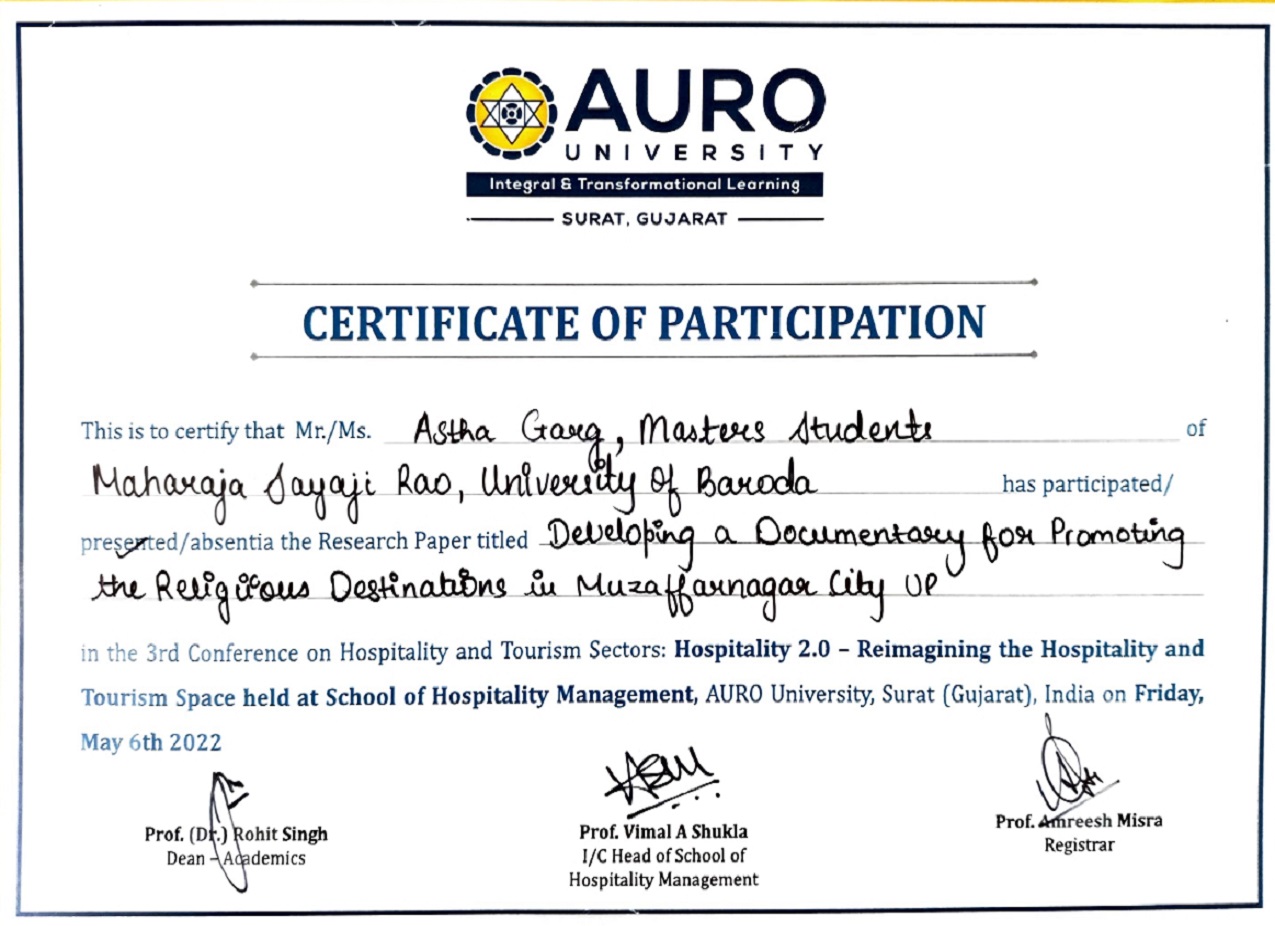 AURO
UNIVERSITY
Integral & Transformational Learning
SURAT, GUJARAT
CERTIFICATE OF PARTICIPATION
This is to certify that Mr./Ms. Astha Garg, Masters Students of
Maharaja Sayaji Rao, University of Baroda has participated/
presented/absentia the Research Paper titled Developing a Documentary for Promoting
the Religious Destinations in Muzaffarnagar City UP
in the 3rd Conference on Hospitality and Tourism Sectors: Hospitality 2.0 – Reimagining the Hospitality and
Tourism Space held at School of Hospitality Management, AURO University, Surat (Gujarat), India on Friday,
May 6th 2022
Prof. (Dr.) Rohit Singh
Dean – Academics
Prof. Vimal A Shukla
I/C Head of School of
Hospitality Management
Prof. Amreesh Misra
Registrar